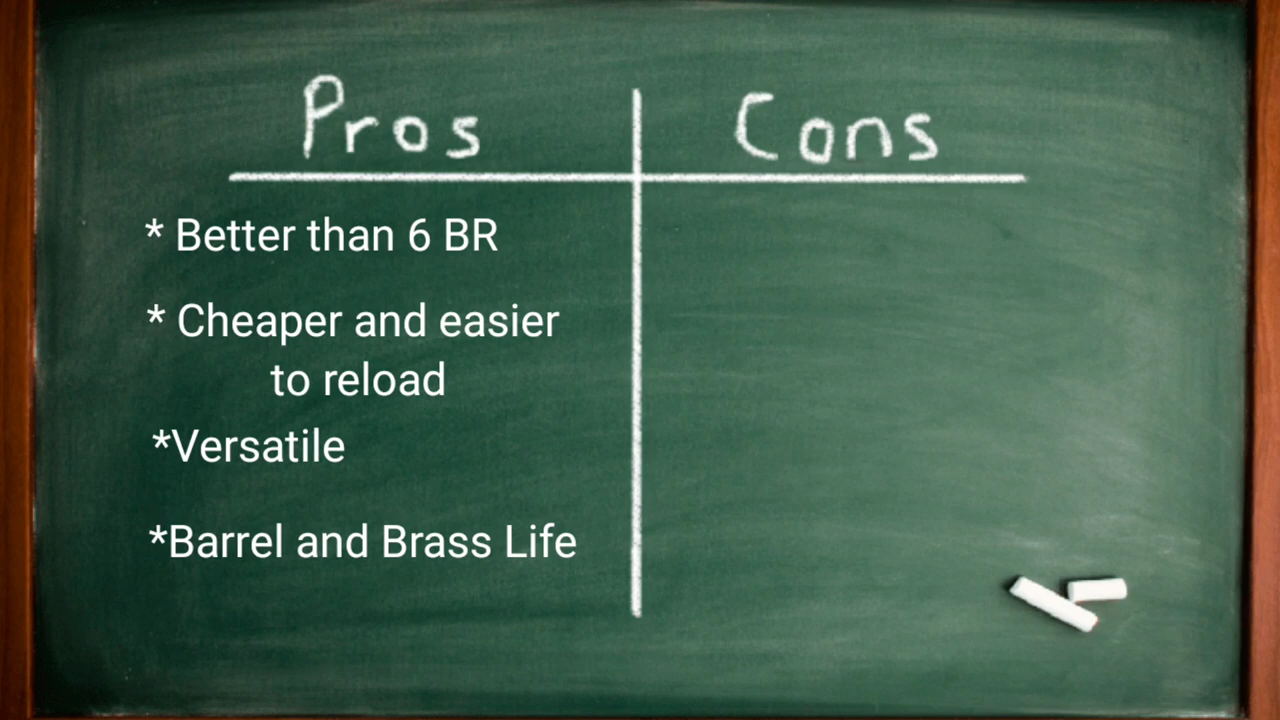 Pros
Cons
* Better than 6 BR
* Cheaper and easier
to reload
*Versatile
*Barrel and Brass Life